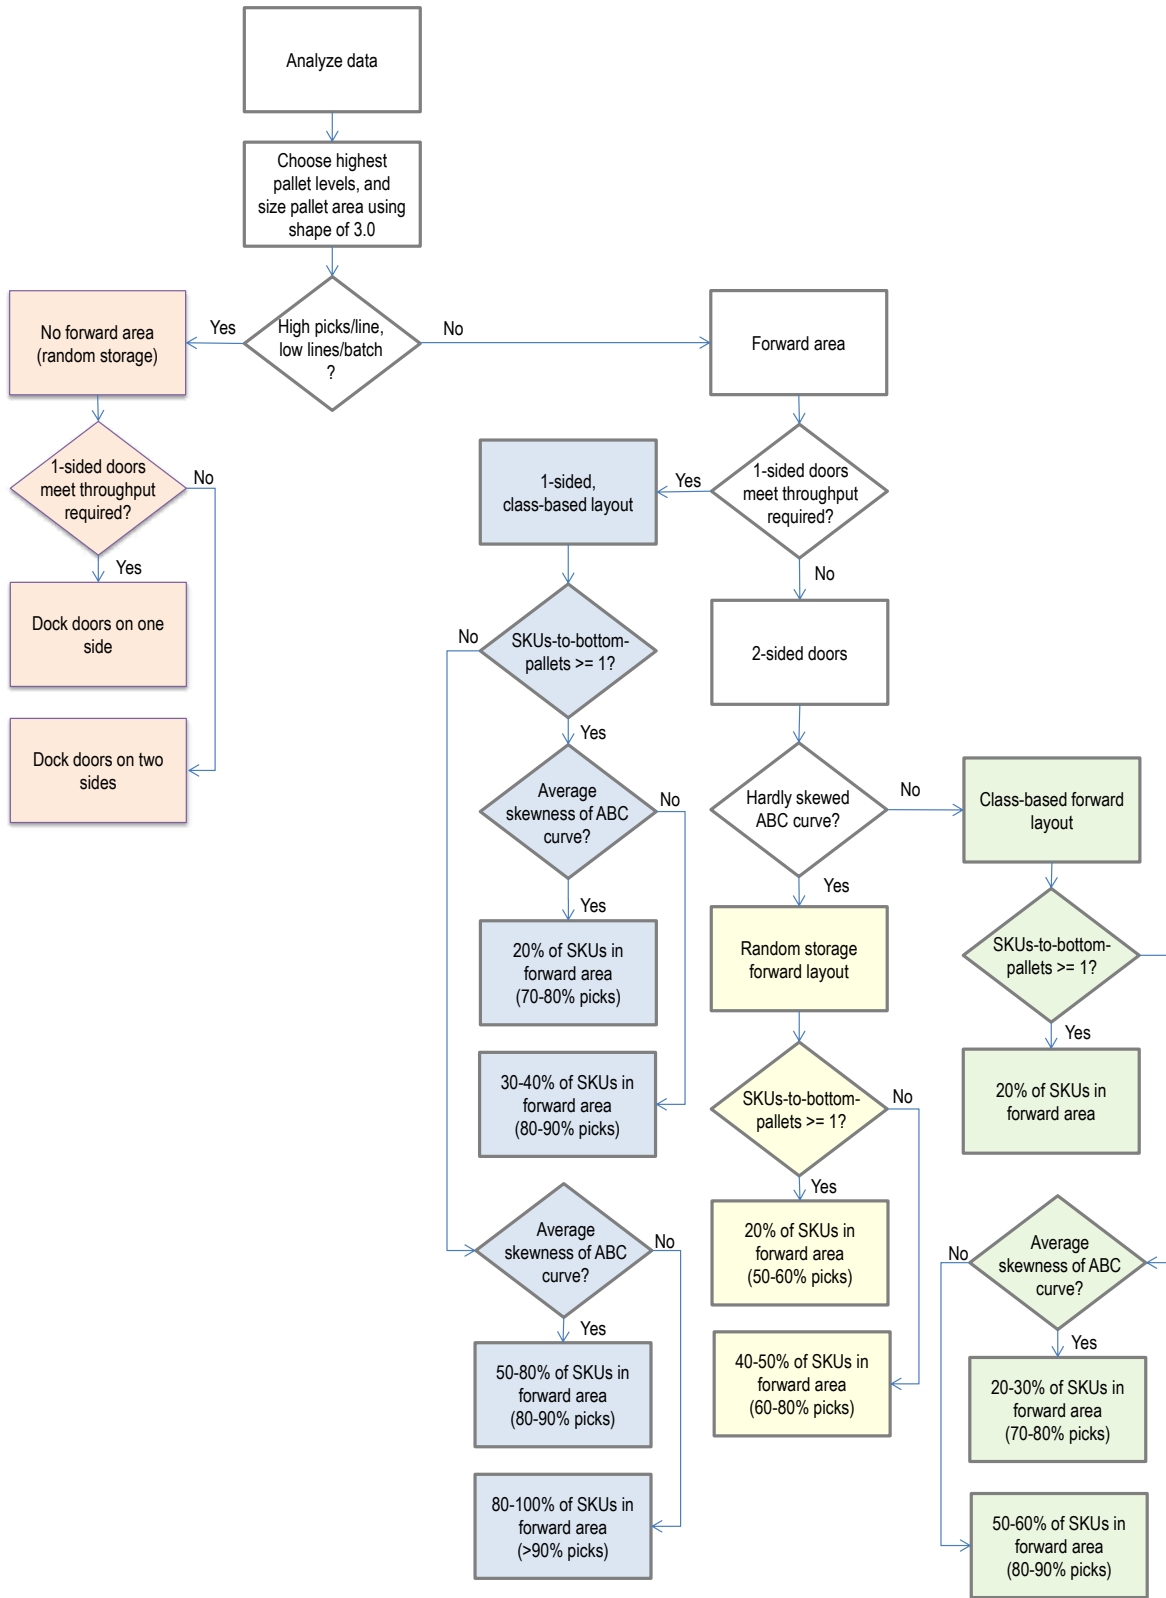 Analyze data
Choose highest
pallet levels, and
size pallet area using
shape of 3.0
No forward area
(random storage)
Yes
High picks/line,
low lines/batch
?
No
Forward area
1-sided doors
meet throughput
required?
No
Yes
Dock doors on one
side
Dock doors on two
sides
1-sided,
class-based layout
Yes
1-sided doors
meet throughput
required?
No
No
SKUs-to-bottom-
pallets >= 1?
Yes
2-sided doors
Average
skewness of ABC
curve?
No
Yes
20% of SKUs in
forward area
(70-80% picks)
30-40% of SKUs in
forward area
(80-90% picks)
Average
skewness of ABC
curve?
No
Yes
50-80% of SKUs in
forward area
(80-90% picks)
80-100% of SKUs in
forward area
(>90% picks)
Hardly skewed
ABC curve?
No
Yes
Random storage
forward layout
SKUs-to-bottom-
pallets >= 1?
No
Yes
20% of SKUs in
forward area
(50-60% picks)
40-50% of SKUs in
forward area
(60-80% picks)
Class-based forward
layout
SKUs-to-bottom-
pallets >= 1?
Yes
20% of SKUs in
forward area
Average
skewness of ABC
curve?
No
Yes
20-30% of SKUs in
forward area
(70-80% picks)
50-60% of SKUs in
forward area
(80-90% picks)